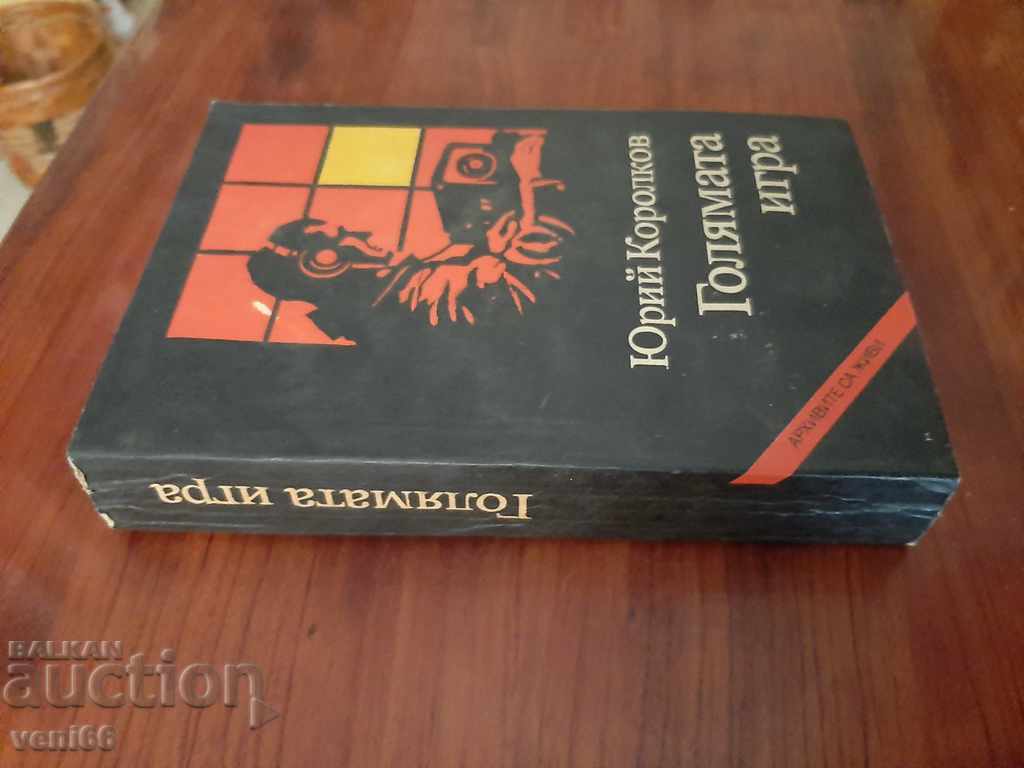 Юрий Королков
Голямата
игра
АРХИВИТЕ СА ЖИВИ
Голямата игра
BALKAN
auction
veni66